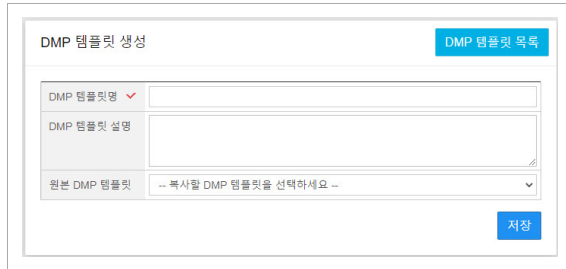 DMP 템플릿 생성
DMP 템플릿 목록
DMP 템플릿명
DMP 템플릿 설명
원본 DMP 템플릿
-- 복사할 DMP 템플릿을 선택하세요 --
저장